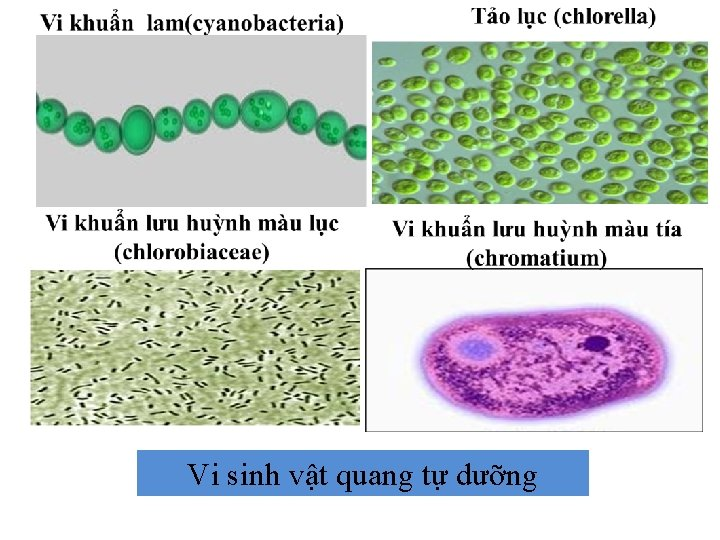 Vi khuẩn lam(cyanobacteria)
Tảo lục (chlorella)
Vi khuẩn lưu huỳnh màu lục
(chlorobiaceae)
Vi khuẩn lưu huỳnh màu tía
(chromatium)
Vi sinh vật quang tự dưỡng